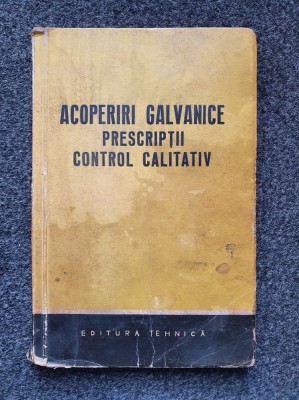 ACOPERIRI GALVANICE
PRESCRIPȚII
CONTROL CALITATIV
EDITURA TEHNICĂ